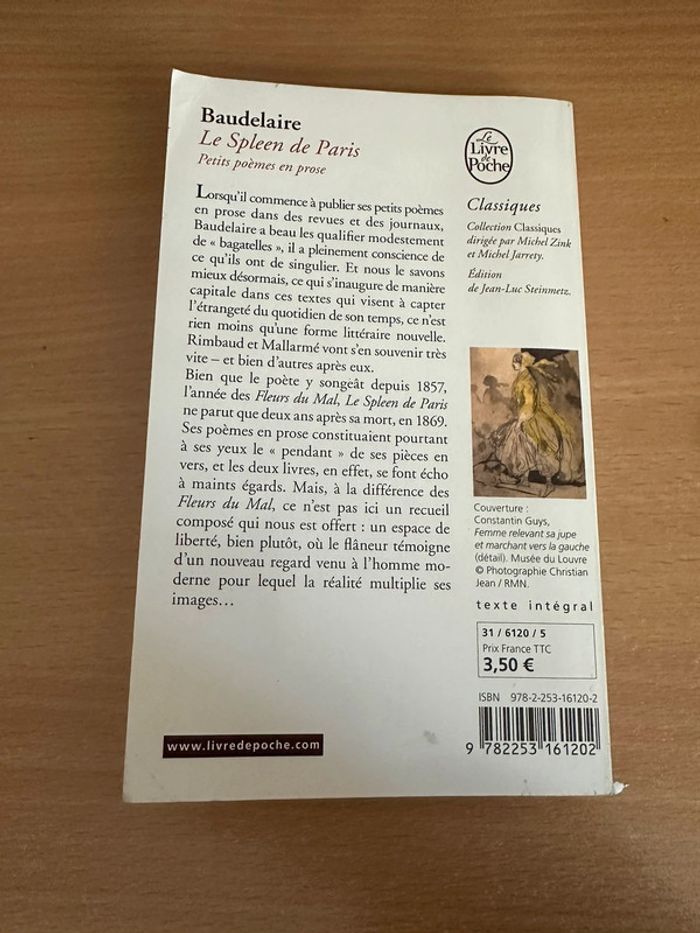 Baudelaire
Le Spleen de Paris
Petits poèmes en prose
Lorsqu'il commence à publier ses petits poèmes
en prose dans des revues et des journaux,
Baudelaire a beau les qualifier modestement
de « bagatelles », il a pleinement conscience de
ce qu'ils ont de singulier. Et nous le savons
mieux désormais, ce qui s'inaugure de manière
capitale dans ces textes qui visent à capter
l'étrangeté du quotidien de son temps, ce n'est
rien moins qu'une forme littéraire nouvelle.
Rimbaud et Mallarmé vont s'en souvenir très
vite – et bien d'autres après eux.
Bien que le poète y songeât depuis 1857,
l'année des Fleurs du Mal, Le Spleen de Paris
ne parut que deux ans après sa mort, en 1869.
Ses poèmes en prose constituaient pourtant
à ses yeux le « pendant » de ses pièces en
vers, et les deux livres, en effet, se font écho
à maints égards. Mais, à la différence des
Fleurs du Mal, ce n'est pas ici un recueil
composé qui nous est offert : un espace de
liberté, bien plutôt, où le flâneur témoigne
d'un nouveau regard venu à l'homme mo-
derne pour lequel la réalité multiplie ses
images…
www.livredepoche.com
Le
Livre
de
Poche
Classiques
Collection Classiques
dirigée par Michel Zink
et Michel Jarrety.
Édition
de Jean-Luc Steinmetz.
Couverture :
Constantin Guys,
Femme relevant sa jupe
et marchant vers la gauche
(détail). Musée du Louvre
© Photographie Christian
Jean / RMN.
texte intégral
31 / 6120 / 5
Prix France TTC
3,50 €
ISBN 978-2-253-16120-2
9 782253 161202